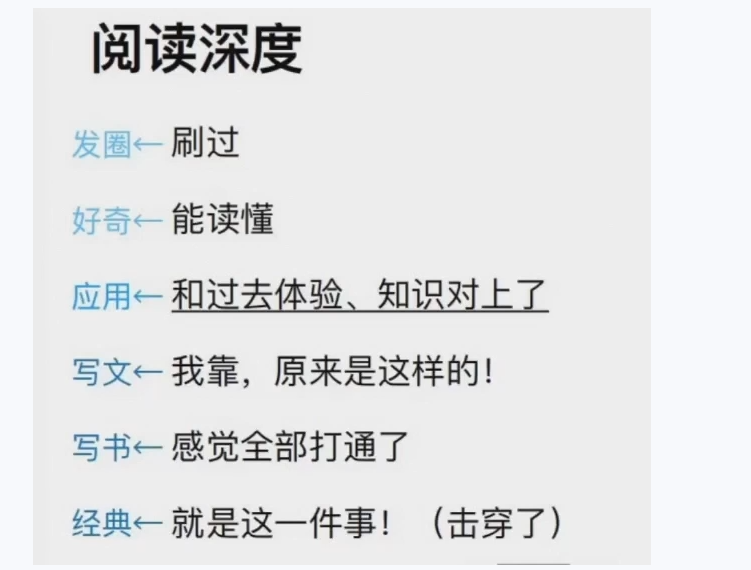 阅读深度
发圈←刷过
好奇←能读懂
应用←和过去体验、知识对上了
写文←我靠，原来是这样的！
写书←感觉全部打通了
经典←就是这一件事！（击穿了）